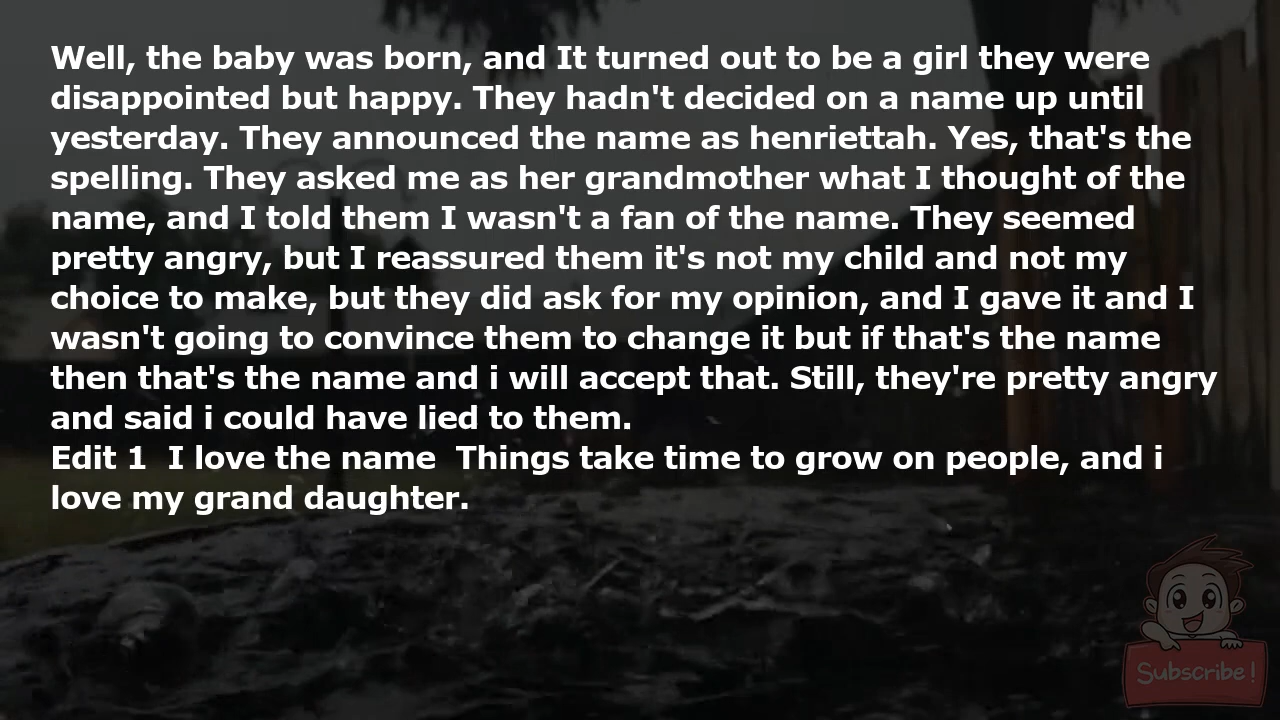 Well, the baby was born, and It turned out to be a girl they were
disappointed but happy. They hadn't decided on a name up until
yesterday. They announced the name as henriettah. Yes, that's the
spelling. They asked me as her grandmother what I thought of the
name, and I told them I wasn't a fan of the name. They seemed
pretty angry, but I reassured them it's not my child and not my
choice to make, but they did ask for my opinion, and I gave it and I
wasn't going to convince them to change it but if that's the name
then that's the name and i will accept that. Still, they're pretty angry
and said i could have lied to them.
Edit 1  I love the name  Things take time to grow on people, and i
love my grand daughter.
Subscribe!